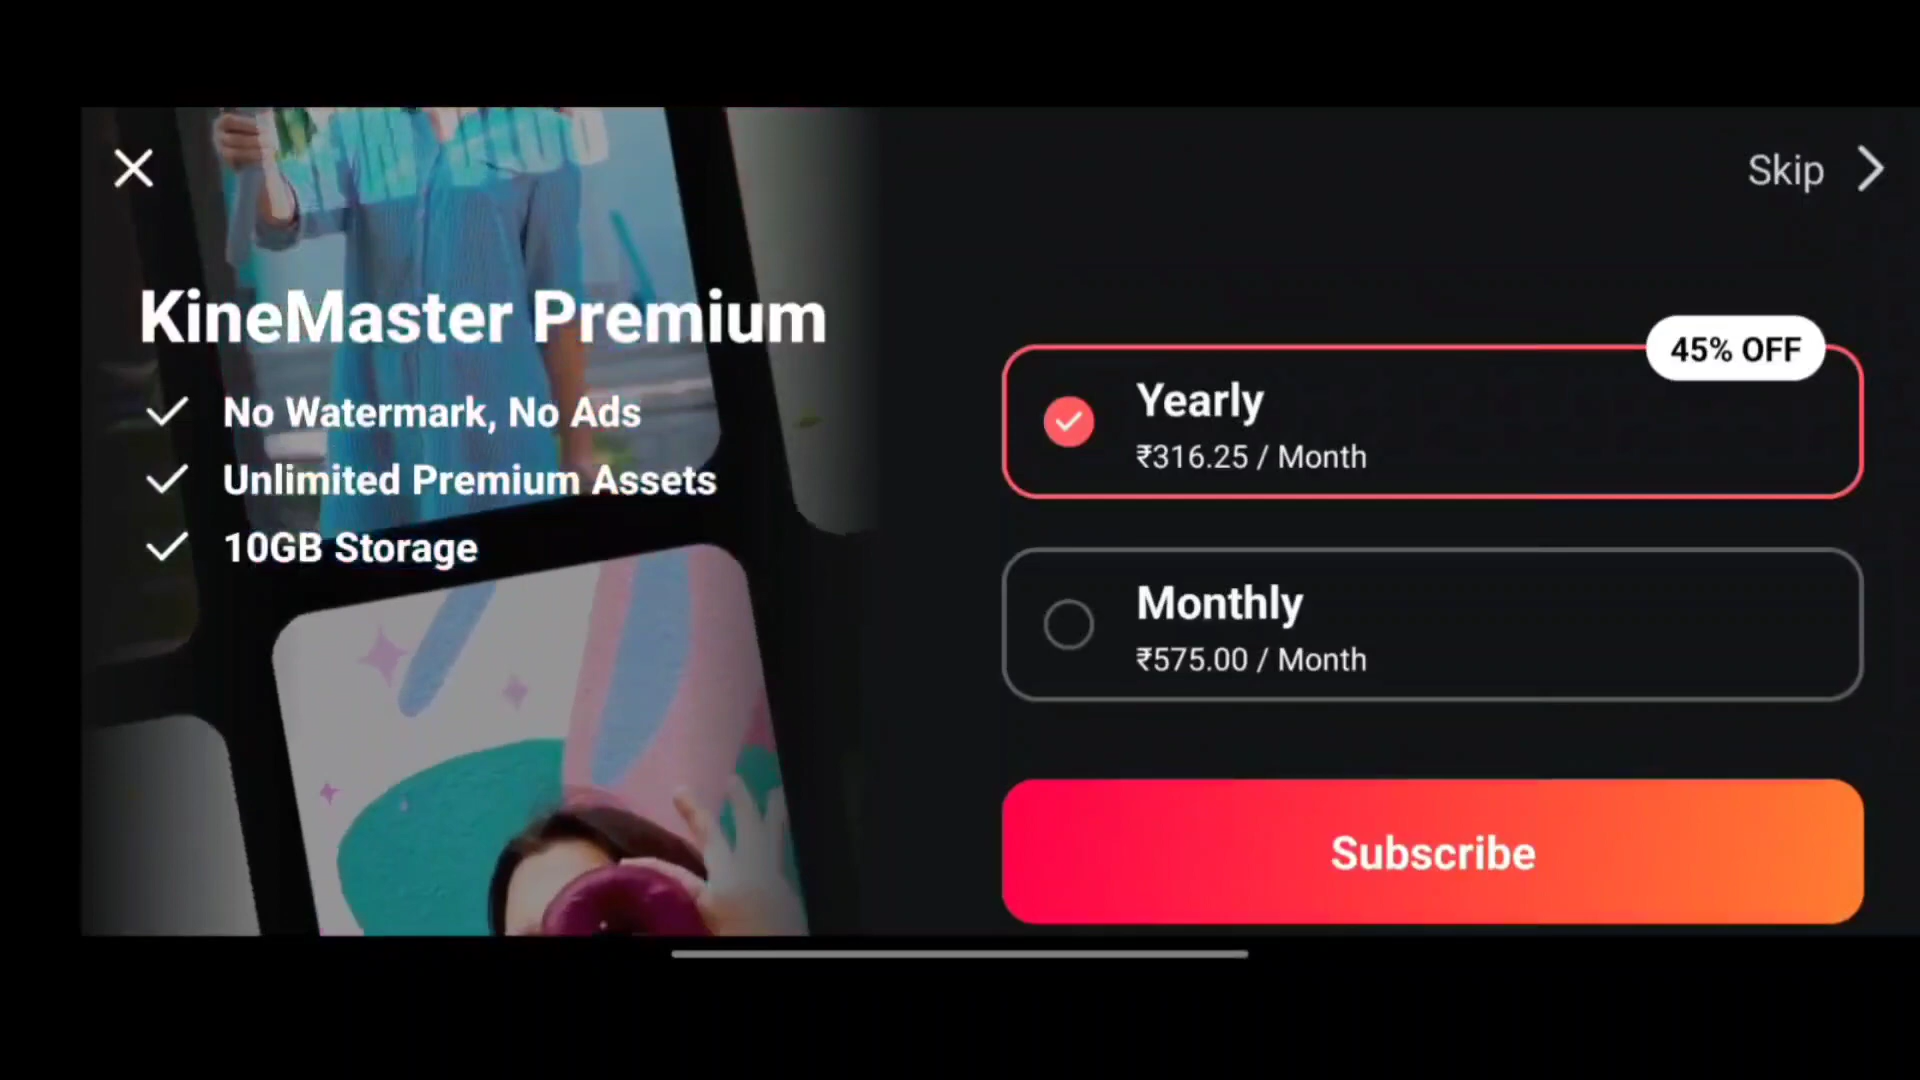 Skip
KineMaster Premium
No Watermark, No Ads
Unlimited Premium Assets
10GB Storage
45% OFF
Yearly
₹316.25 / Month
Monthly
₹575.00 / Month
Subscribe